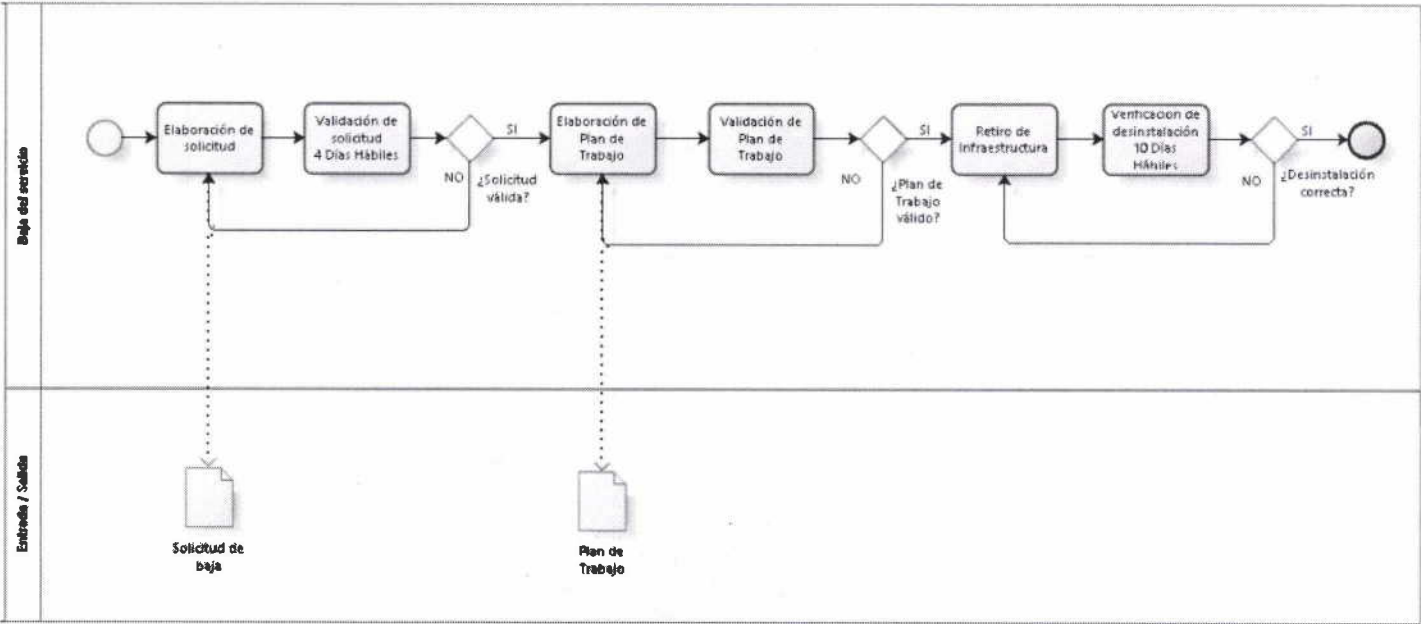 Baja del servicio
Elaboración de
solicitud
Validación de
solicitud
4 Días Hábiles
SI
NO
¿Solicitud
válida?
Elaboración de
Plan de
Trabajo
Validación de
Plan de
Trabajo
SI
NO
¿Plan de
Trabajo
válido?
Retiro de
Infraestructura
Verificacion de
desinstalación
10 Días
Hábiles
SI
NO
¿Desinstalación
correcta?
Entrada / Salida
Solicitud de
baja
Plan de
Trabajo